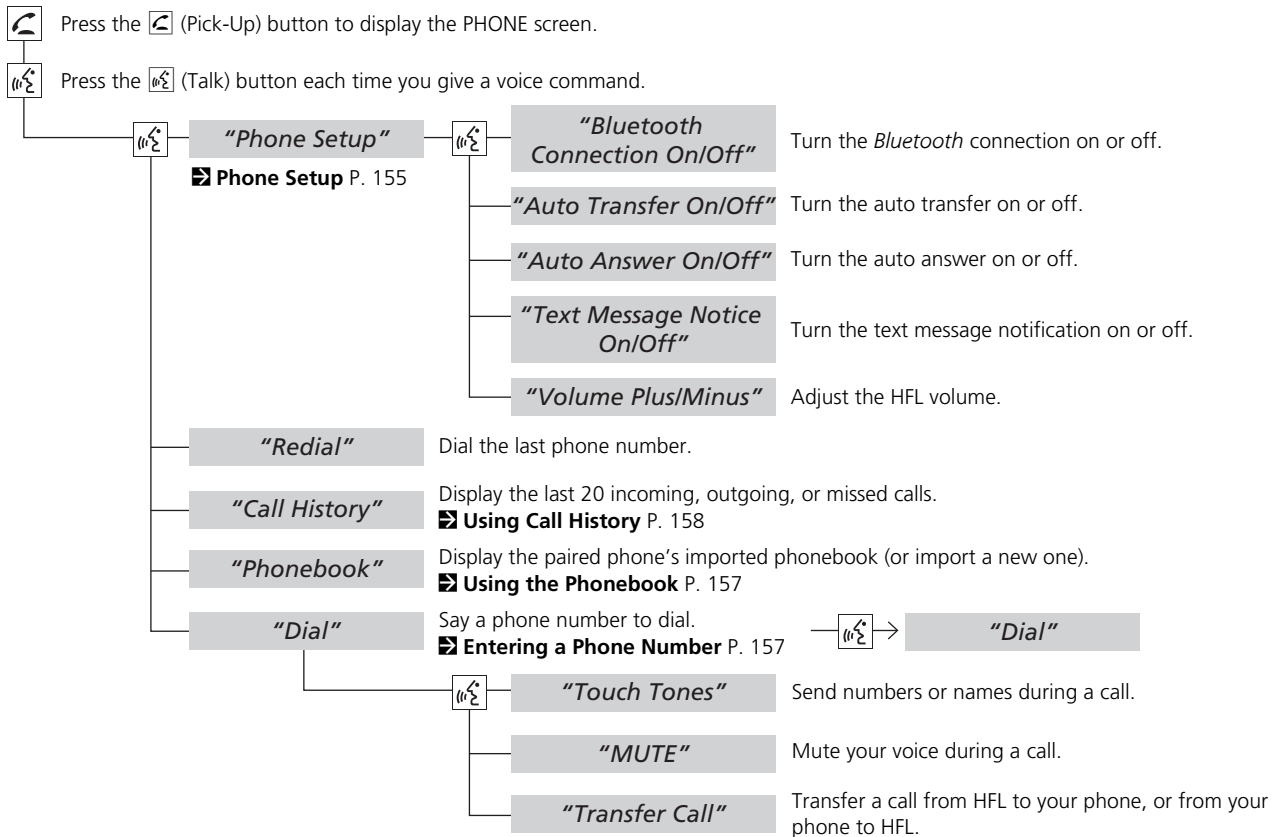 Press the (Pick-Up) button to display the PHONE screen.
Press the (Talk) button each time you give a voice command.
“Phone Setup”
Phone Setup P. 155
“Bluetooth
Connection On/Off”
Turn the Bluetooth connection on or off.
“Auto Transfer On/Off”
Turn the auto transfer on or off.
“Auto Answer On/Off”
Turn the auto answer on or off.
“Text Message Notice
On/Off”
Turn the text message notification on or off.
“Volume Plus/Minus”
Adjust the HFL volume.
“Redial”
Dial the last phone number.
“Call History”
Display the last 20 incoming, outgoing, or missed calls.
Using Call History P. 158
“Phonebook”
Display the paired phone’s imported phonebook (or import a new one).
Using the Phonebook P. 157
“Dial”
Say a phone number to dial.
Entering a Phone Number P. 157
“Dial”
“Touch Tones”
Send numbers or names during a call.
“MUTE”
Mute your voice during a call.
“Transfer Call”
Transfer a call from HFL to your phone, or from your
phone to HFL.